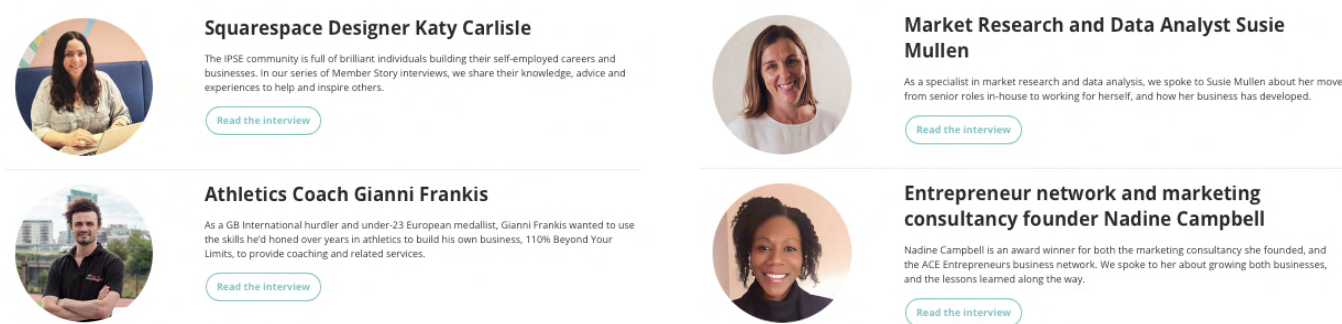 Squarespace Designer Katy Carlisle
The IPSE community is full of brilliant individuals building their self-employed careers and
businesses. In our series of Member Story interviews, we share their knowledge, advice and
experiences to help and inspire others.
Read the interview
Athletics Coach Gianni Frankis
As a GB International hurdler and under-23 European medallist, Gianni Frankis wanted to use
the skills he'd honed over years in athletics to build his own business, 110% Beyond Your
Limits, to provide coaching and related services.
Read the interview
Market Research and Data Analyst Susie
Mullen
As a specialist in market research and data analysis, we spoke to Susie Mullen about her move
from senior roles in-house to working for herself, and how her business has developed.
Read the interview
Entrepreneur network and marketing
consultancy founder Nadine Campbell
Nadine Campbell is an award winner for both the marketing consultancy she founded, and
the ACE Entrepreneurs business network. We spoke to her about growing both businesses,
and the lessons learned along the way.
Read the interview